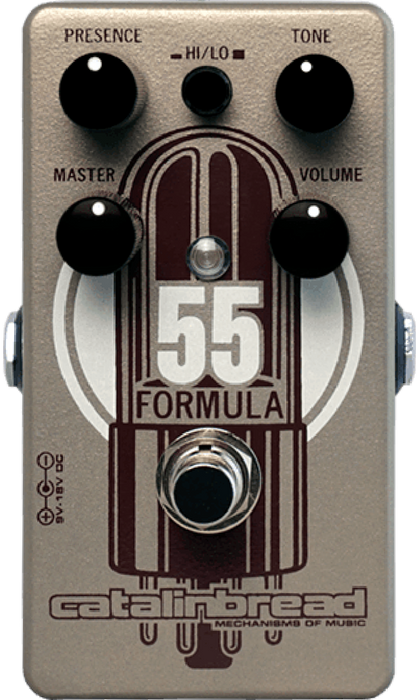 PRESENCE HI/LO TONE
MASTER VOLUME
55
FORMULA
9V-18V DC
catalinbread
MECHANISMS OF MUSIC